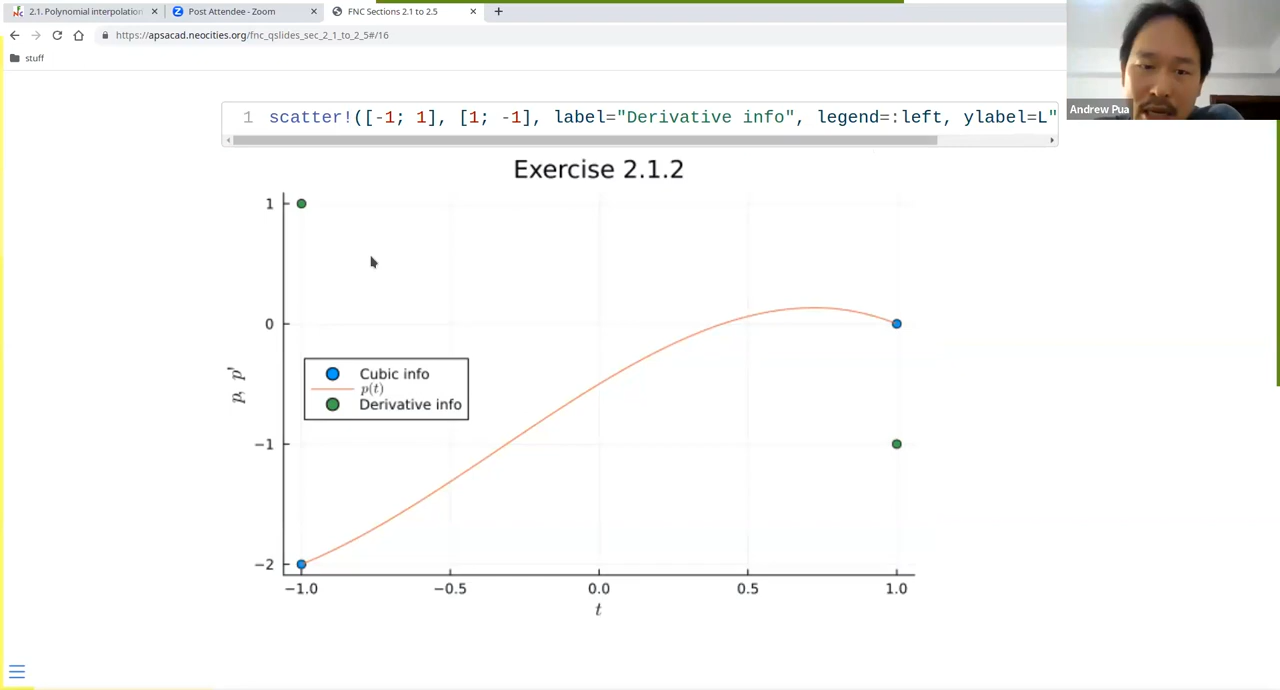 2.1. Polynomial interpolation
Post Attendee - Zoom
FNC Sections 2.1 to 2.5
https://apsacad.neocities.org/fnc_qslides_sec_2_1_to_2_5#/16
stuff
Andrew Pua
1 scatter!([-1; 1], [1; -1], label="Derivative info", legend=:left, ylabel=L"
Exercise 2.1.2
1
0
−1
−2
p, p'
Cubic info
p(t)
Derivative info
−1.0 −0.5 0.0 0.5 1.0
t